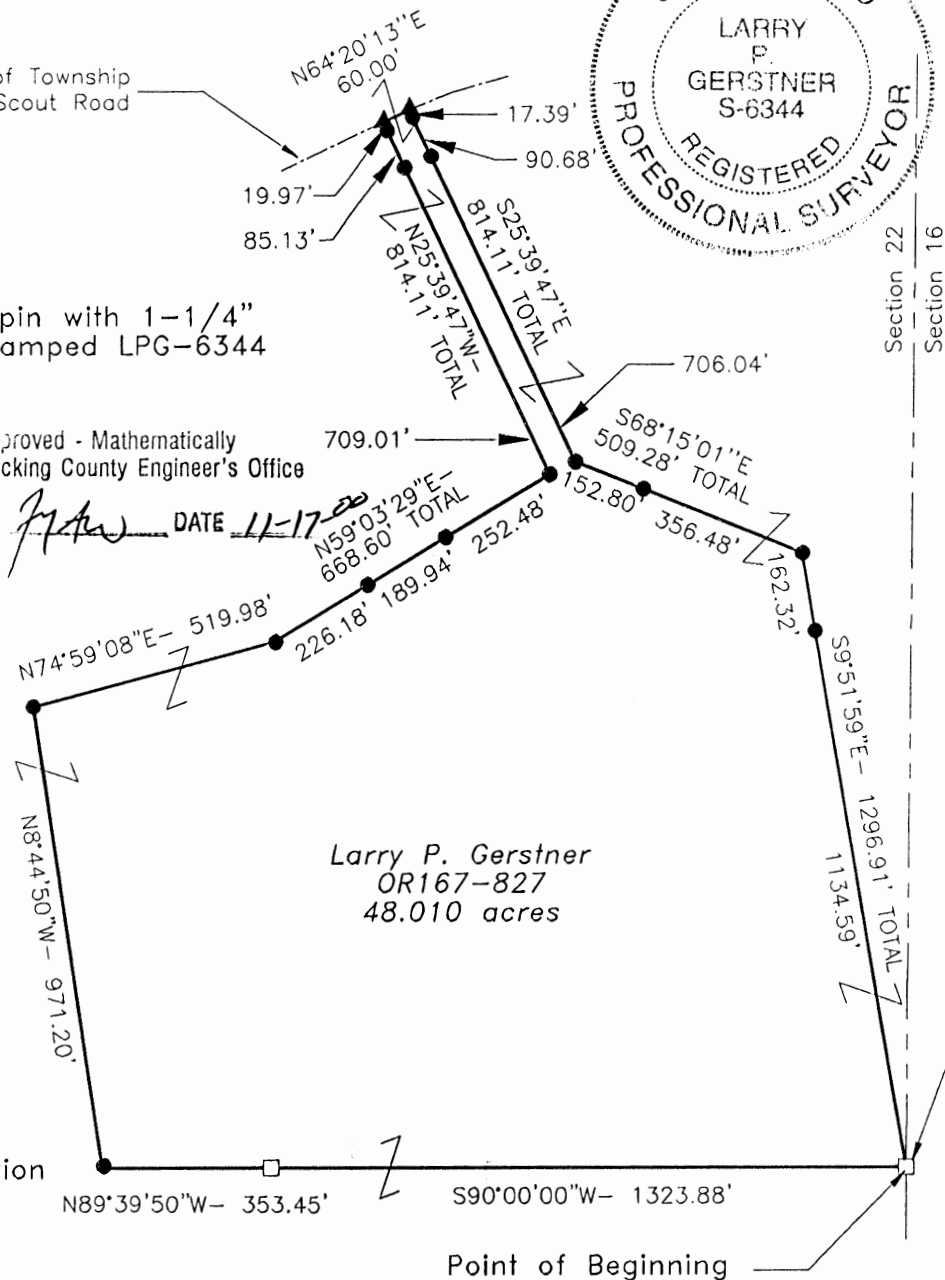 N64°20'13"E
60.00'
of Township
Scout Road
LARRY
P.
GERSTNER
S-6344
REGISTERED
PROFESSIONAL SURVEYOR
17.39'
90.68'
19.97'
85.13'
S25°39'47"E
814.11' TOTAL
N25°39'47"W-
814.11' TOTAL
Section 22
Section 16
pin with 1-1/4"
amped LPG-6344
706.04'
proved - Mathematically
cking County Engineer's Office
DATE 11-17-00
709.01'
S68°15'01"E
509.28' TOTAL
152.80'
356.48'
N59°03'29"E-
668.60' TOTAL
252.48'
189.94'
226.18'
162.32'
N74°59'08"E- 519.98'
S9°51'59"E- 1296.91' TOTAL
1134.59'
N8°44'50"W- 971.20'
Larry P. Gerstner
OR167-827
48.010 acres
ion
N89°39'50"W- 353.45'
S90°00'00"W- 1323.88'
Point of Beginning